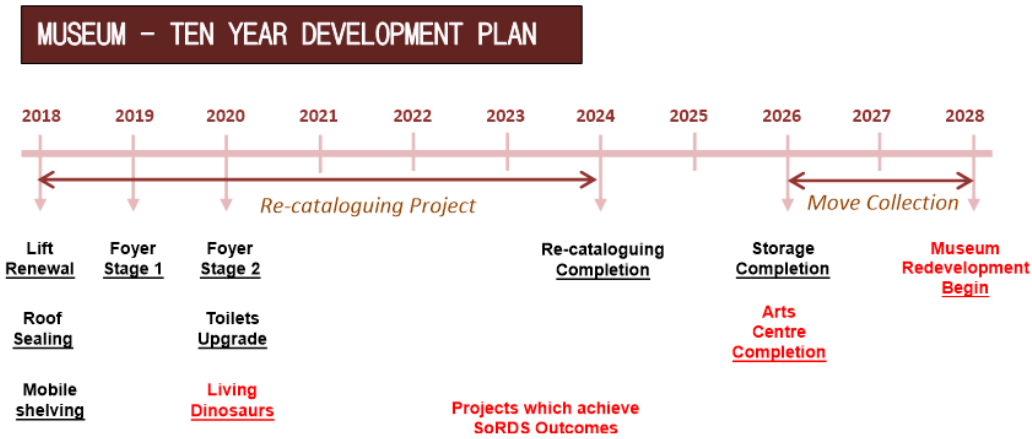 MUSEUM - TEN YEAR DEVELOPMENT PLAN
2018 2019 2020 2021 2022 2023 2024 2025 2026 2027 2028
Re-cataloguing Project
Move Collection
Lift
Renewal
Foyer
Stage 1
Foyer
Stage 2
Re-cataloguing
Completion
Storage
Completion
Museum
Redevelopment
Begin
Roof
Sealing
Toilets
Upgrade
Arts
Centre
Completion
Mobile
shelving
Living
Dinosaurs
Projects which achieve
SoRDS Outcomes